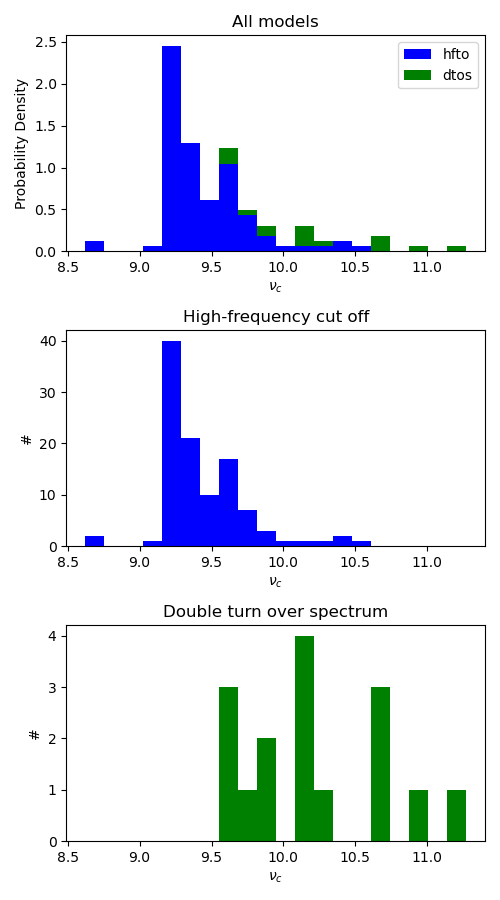 All models
Probability Density
2.5
2.0
1.5
1.0
0.5
0.0
hfto
dtos
8.5 9.0 9.5 10.0 10.5 11.0
νc
High-frequency cut off
#
40
30
20
10
0
8.5 9.0 9.5 10.0 10.5 11.0
νc
Double turn over spectrum
#
4
3
2
1
0
8.5 9.0 9.5 10.0 10.5 11.0
νc